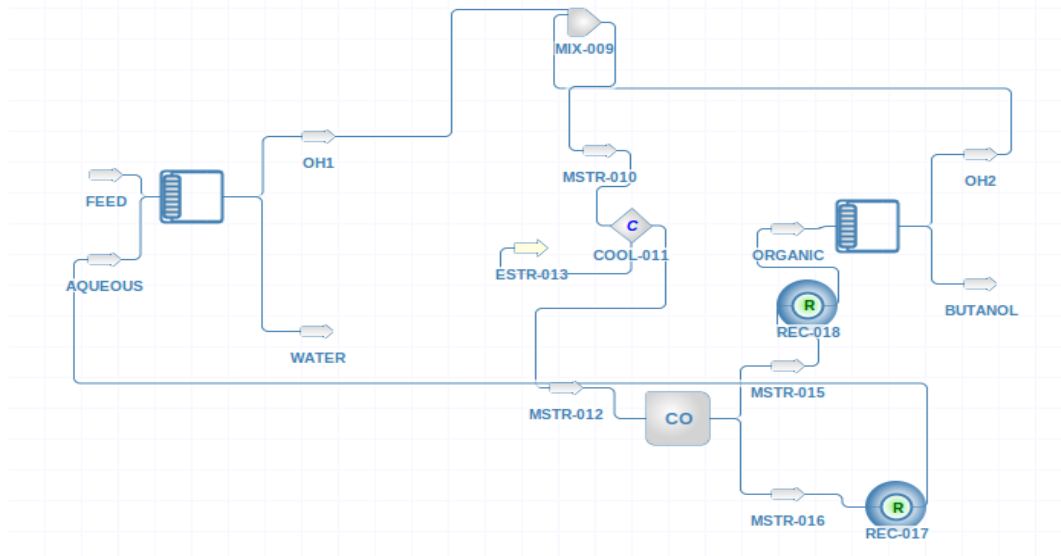 MIX-009
OH1
MSTR-010
OH2
FEED
C
COOL-011
ORGANIC
ESTR-013
AQUEOUS
R
REC-018
BUTANOL
WATER
MSTR-015
MSTR-012
CO
MSTR-016
R
REC-017